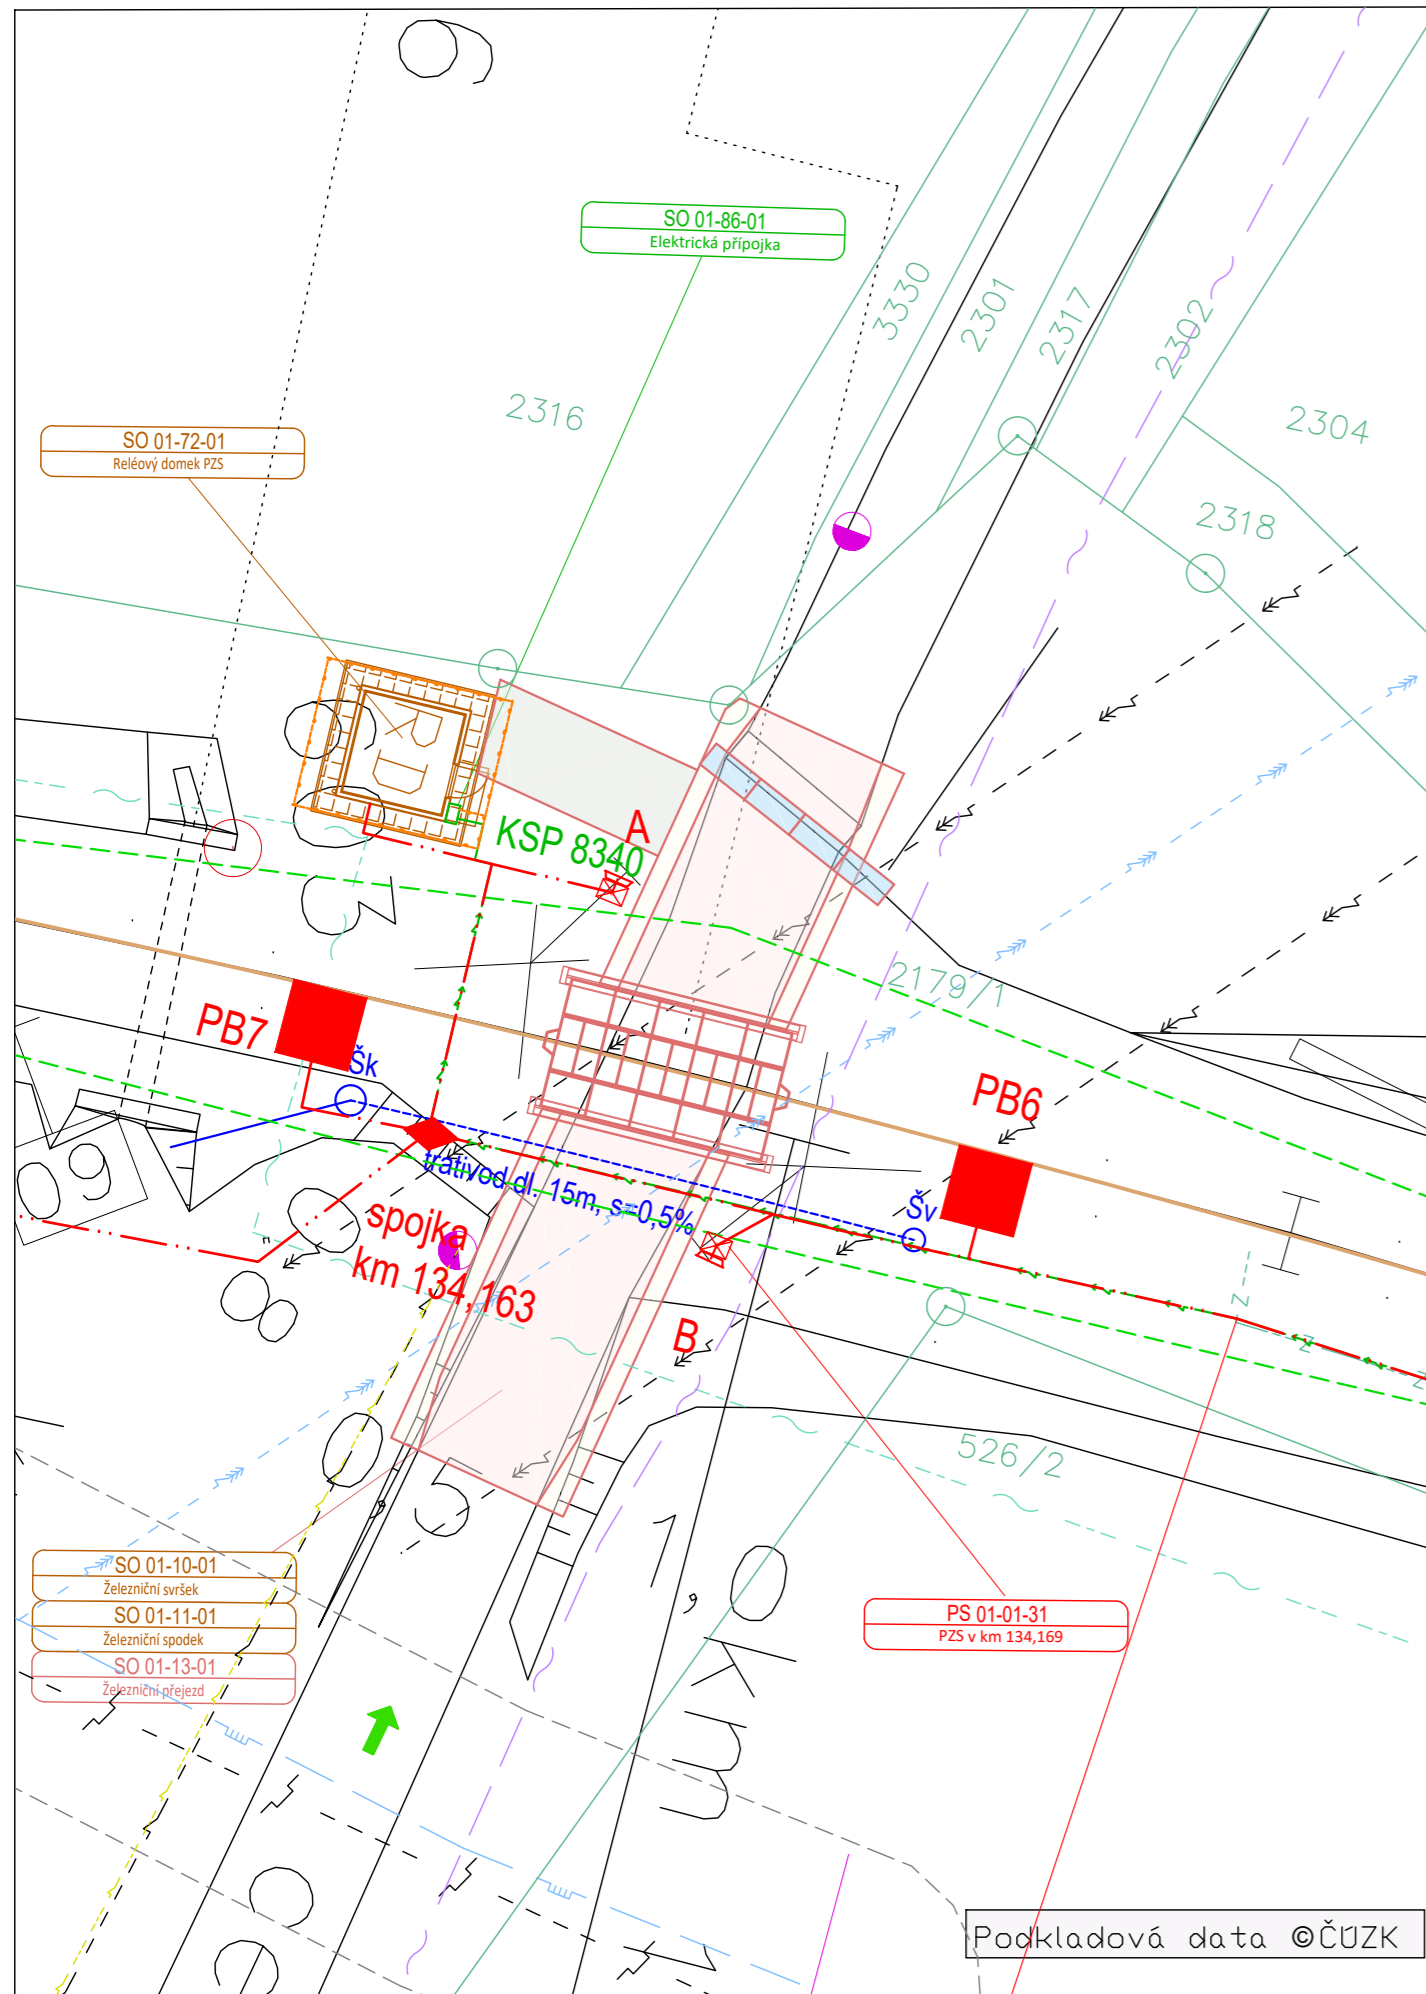 SO 01-86-01
Elektrická přípojka
3330
2301
2317
2302
2316
2304
SO 01-72-01
Reléový domek PZS
2318
A
KSP 8340
2179/1
PB7
Šk
PB6
trativod dl. 15m, s=0,5%
Šv
spojka
km 134,163
B
526/2
SO 01-10-01
Železniční svršek
SO 01-11-01
Železniční spodek
SO 01-13-01
Železniční přejezd
PS 01-01-31
PZS v km 134,169
Podkladová data ©ČÚZK